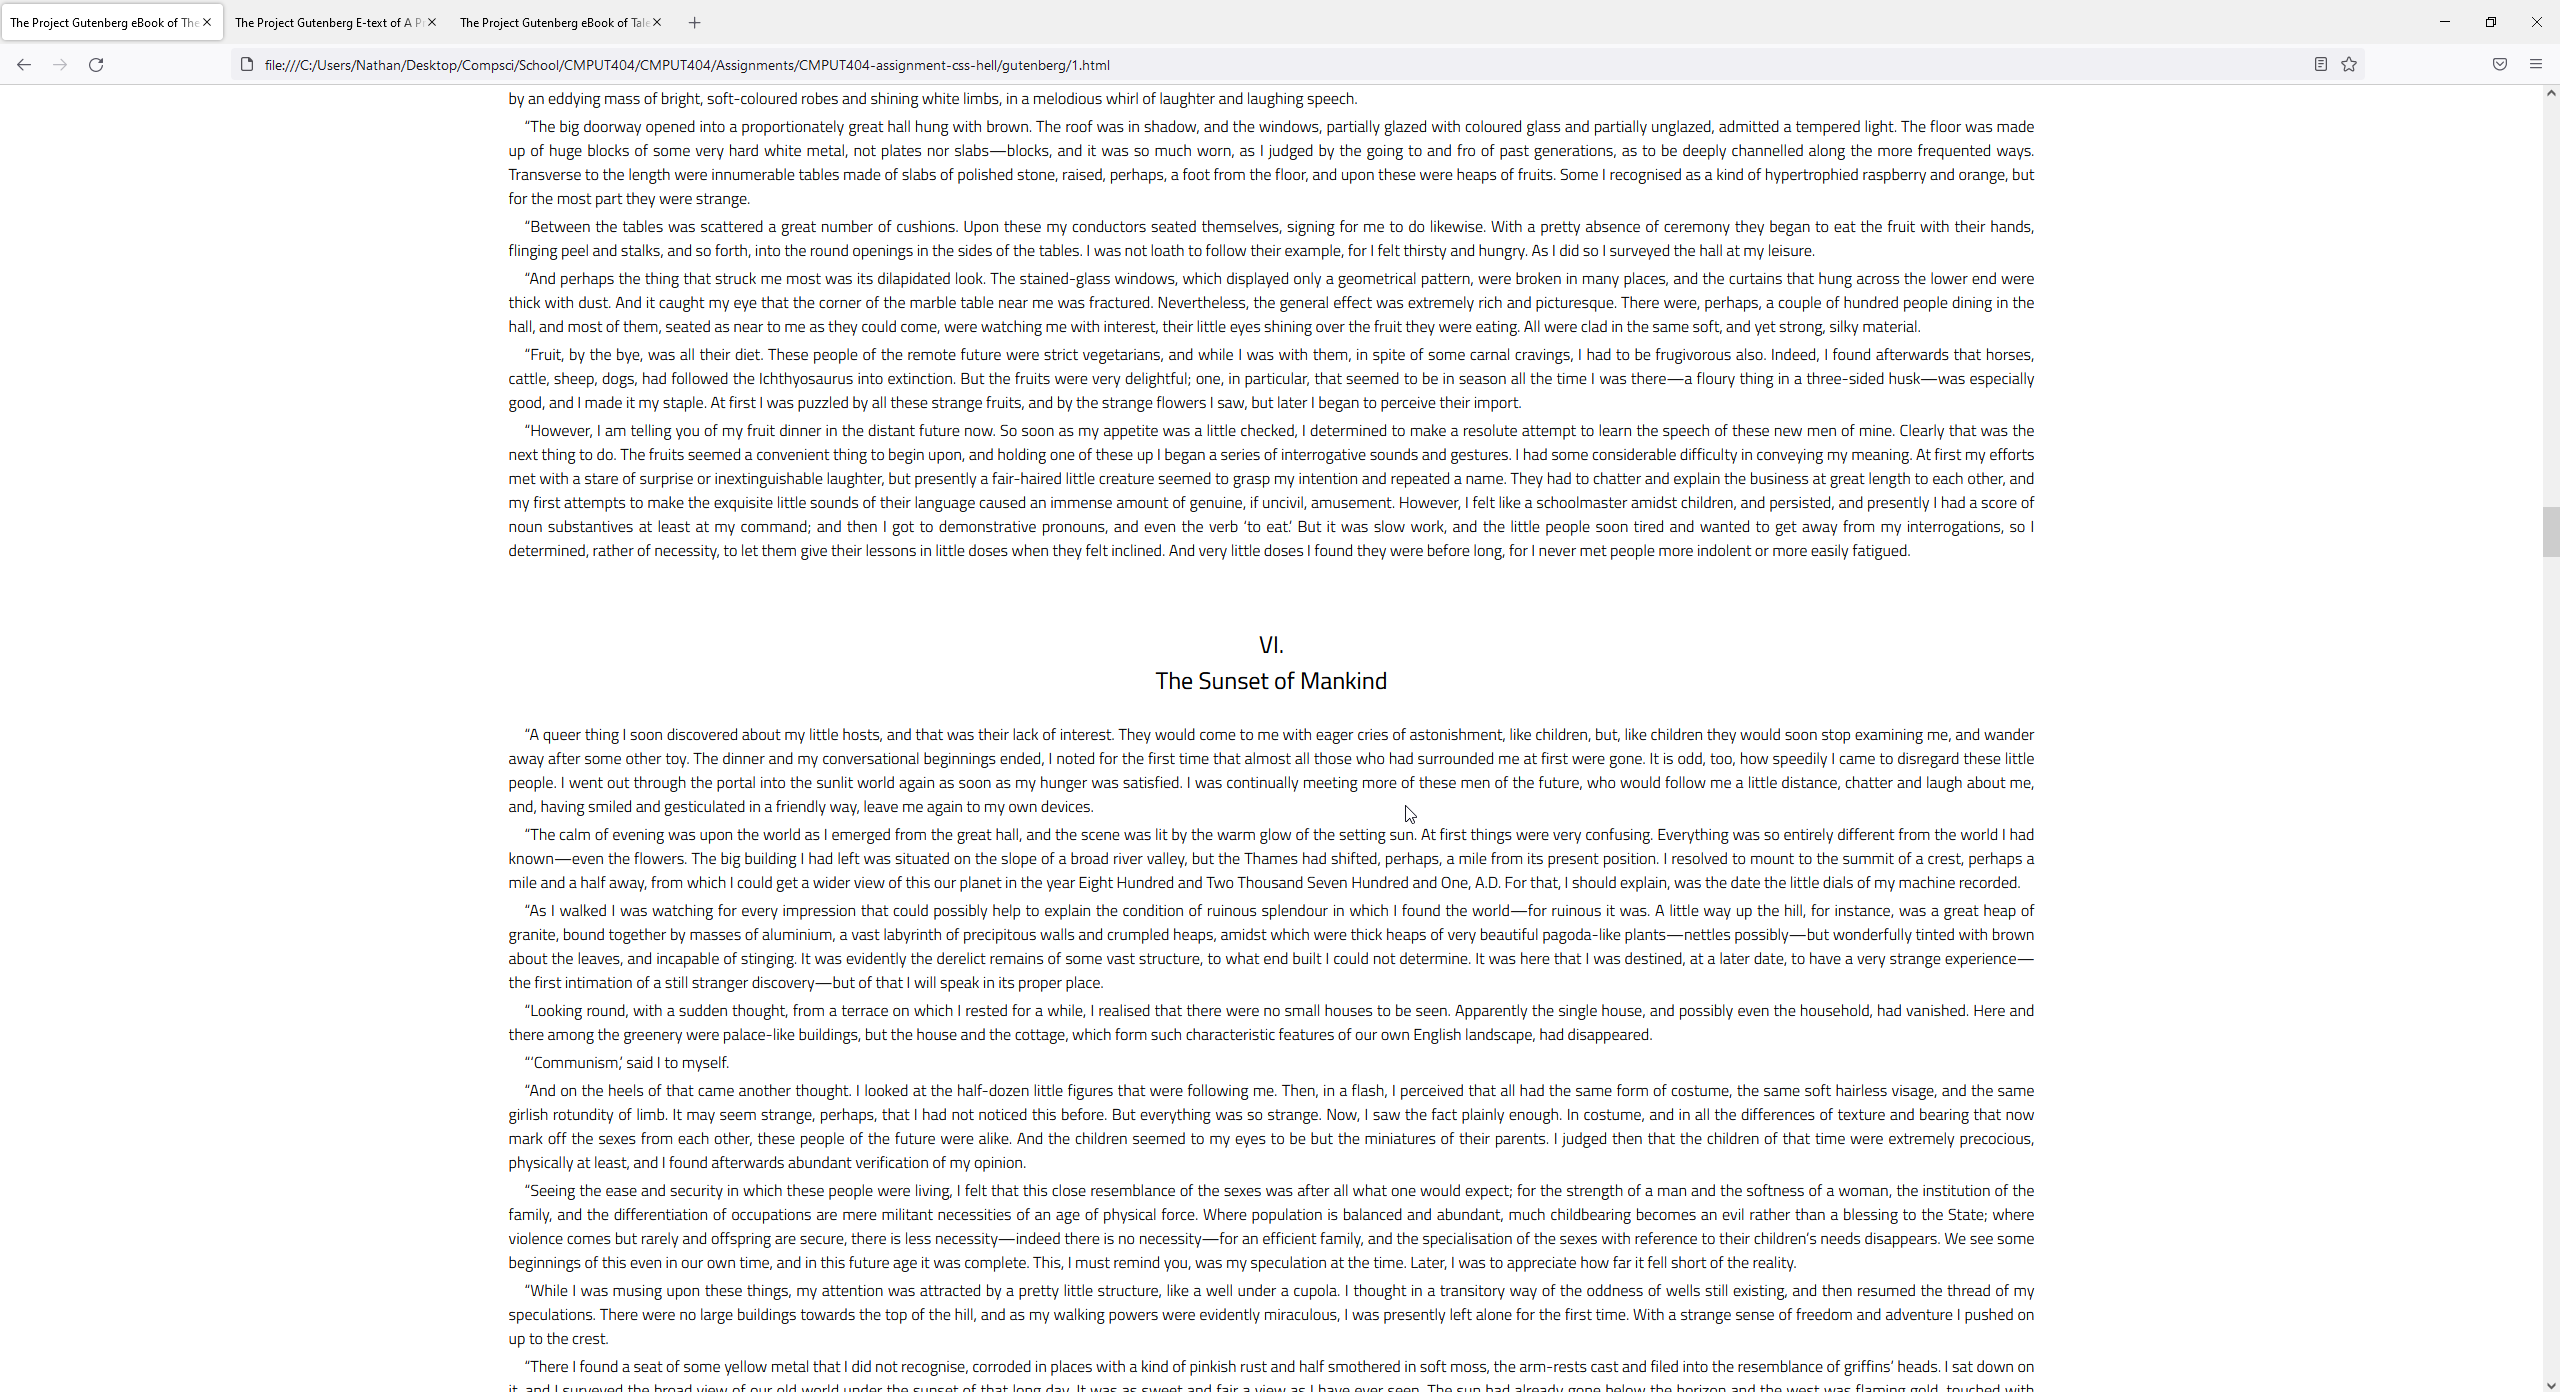 The Project Gutenberg eBook of The
The Project Gutenberg E-text of A P
The Project Gutenberg eBook of Tale
file:///C:/Users/Nathan/Desktop/Compsci/School/CMPUT404/CMPUT404/Assignments/CMPUT404-assignment-css-hell/gutenberg/1.html
by an eddying mass of bright, soft-coloured robes and shining white limbs, in a melodious whirl of laughter and laughing speech.
“The big doorway opened into a proportionately great hall hung with brown. The roof was in shadow, and the windows, partially glazed with coloured glass and partially unglazed, admitted a tempered light. The floor was made
up of huge blocks of some very hard white metal, not plates nor slabs—blocks, and it was so much worn, as I judged by the going to and fro of past generations, as to be deeply channelled along the more frequented ways.
Transverse to the length were innumerable tables made of slabs of polished stone, raised, perhaps, a foot from the floor, and upon these were heaps of fruits. Some I recognised as a kind of hypertrophied raspberry and orange, but
for the most part they were strange.
“Between the tables was scattered a great number of cushions. Upon these my conductors seated themselves, signing for me to do likewise. With a pretty absence of ceremony they began to eat the fruit with their hands,
flinging peel and stalks, and so forth, into the round openings in the sides of the tables. I was not loath to follow their example, for I felt thirsty and hungry. As I did so I surveyed the hall at my leisure.
“And perhaps the thing that struck me most was its dilapidated look. The stained-glass windows, which displayed only a geometrical pattern, were broken in many places, and the curtains that hung across the lower end were
thick with dust. And it caught my eye that the corner of the marble table near me was fractured. Nevertheless, the general effect was extremely rich and picturesque. There were, perhaps, a couple of hundred people dining in the
hall, and most of them, seated as near to me as they could come, were watching me with interest, their little eyes shining over the fruit they were eating. All were clad in the same soft, and yet strong, silky material.
“Fruit, by the bye, was all their diet. These people of the remote future were strict vegetarians, and while I was with them, in spite of some carnal cravings, I had to be frugivorous also. Indeed, I found afterwards that horses,
cattle, sheep, dogs, had followed the Ichthyosaurus into extinction. But the fruits were very delightful; one, in particular, that seemed to be in season all the time I was there—a floury thing in a three-sided husk—was especially
good, and I made it my staple. At first I was puzzled by all these strange fruits, and by the strange flowers I saw, but later I began to perceive their import.
“However, I am telling you of my fruit dinner in the distant future now. So soon as my appetite was a little checked, I determined to make a resolute attempt to learn the speech of these new men of mine. Clearly that was the
next thing to do. The fruits seemed a convenient thing to begin upon, and holding one of these up I began a series of interrogative sounds and gestures. I had some considerable difficulty in conveying my meaning. At first my efforts
met with a stare of surprise or inextinguishable laughter, but presently a fair-haired little creature seemed to grasp my intention and repeated a name. They had to chatter and explain the business at great length to each other, and
my first attempts to make the exquisite little sounds of their language caused an immense amount of genuine, if uncivil, amusement. However, I felt like a schoolmaster amidst children, and persisted, and presently I had a score of
noun substantives at least at my command; and then I got to demonstrative pronouns, and even the verb ‘to eat.’ But it was slow work, and the little people soon tired and wanted to get away from my interrogations, so I
determined, rather of necessity, to let them give their lessons in little doses when they felt inclined. And very little doses I found they were before long, for I never met people more indolent or more easily fatigued.
VI.
The Sunset of Mankind
“A queer thing I soon discovered about my little hosts, and that was their lack of interest. They would come to me with eager cries of astonishment, like children, but, like children they would soon stop examining me, and wander
away after some other toy. The dinner and my conversational beginnings ended, I noted for the first time that almost all those who had surrounded me at first were gone. It is odd, too, how speedily I came to disregard these little
people. I went out through the portal into the sunlit world again as soon as my hunger was satisfied. I was continually meeting more of these men of the future, who would follow me a little distance, chatter and laugh about me,
and, having smiled and gesticulated in a friendly way, leave me again to my own devices.
“The calm of evening was upon the world as I emerged from the great hall, and the scene was lit by the warm glow of the setting sun. At first things were very confusing. Everything was so entirely different from the world I had
known—even the flowers. The big building I had left was situated on the slope of a broad river valley, but the Thames had shifted, perhaps, a mile from its present position. I resolved to mount to the summit of a crest, perhaps a
mile and a half away, from which I could get a wider view of this our planet in the year Eight Hundred and Two Thousand Seven Hundred and One, A.D. For that, I should explain, was the date the little dials of my machine recorded.
“As I walked I was watching for every impression that could possibly help to explain the condition of ruinous splendour in which I found the world—for ruinous it was. A little way up the hill, for instance, was a great heap of
granite, bound together by masses of aluminium, a vast labyrinth of precipitous walls and crumpled heaps, amidst which were thick heaps of very beautiful pagoda-like plants—nettles possibly—but wonderfully tinted with brown
about the leaves, and incapable of stinging. It was evidently the derelict remains of some vast structure, to what end built I could not determine. It was here that I was destined, at a later date, to have a very strange experience—
the first intimation of a still stranger discovery—but of that I will speak in its proper place.
“Looking round, with a sudden thought, from a terrace on which I rested for a while, I realised that there were no small houses to be seen. Apparently the single house, and possibly even the household, had vanished. Here and
there among the greenery were palace-like buildings, but the house and the cottage, which form such characteristic features of our own English landscape, had disappeared.
“‘Communism,’ said I to myself.
“And on the heels of that came another thought. I looked at the half-dozen little figures that were following me. Then, in a flash, I perceived that all had the same form of costume, the same soft hairless visage, and the same
girlish rotundity of limb. It may seem strange, perhaps, that I had not noticed this before. But everything was so strange. Now, I saw the fact plainly enough. In costume, and in all the differences of texture and bearing that now
mark off the sexes from each other, these people of the future were alike. And the children seemed to my eyes to be but the miniatures of their parents. I judged then that the children of that time were extremely precocious,
physically at least, and I found afterwards abundant verification of my opinion.
“Seeing the ease and security in which these people were living, I felt that this close resemblance of the sexes was after all what one would expect; for the strength of a man and the softness of a woman, the institution of the
family, and the differentiation of occupations are mere militant necessities of an age of physical force. Where population is balanced and abundant, much childbearing becomes an evil rather than a blessing to the State; where
violence comes but rarely and offspring are secure, there is less necessity—indeed there is no necessity—for an efficient family, and the specialisation of the sexes with reference to their children’s needs disappears. We see some
beginnings of this even in our own time, and in this future age it was complete. This, I must remind you, was my speculation at the time. Later, I was to appreciate how far it fell short of the reality.
“While I was musing upon these things, my attention was attracted by a pretty little structure, like a well under a cupola. I thought in a transitory way of the oddness of wells still existing, and then resumed the thread of my
speculations. There were no large buildings towards the top of the hill, and as my walking powers were evidently miraculous, I was presently left alone for the first time. With a strange sense of freedom and adventure I pushed on
up to the crest.
“There I found a seat of some yellow metal that I did not recognise, corroded in places with a kind of pinkish rust and half smothered in soft moss, the arm-rests cast and filed into the resemblance of griffins’ heads. I sat down on
it, and I surveyed the broad view of our old world under the sunset of that long day. It was as sweet and fair a view as I have ever seen. The sun had already gone below the horizon and the west was flaming gold, touched with